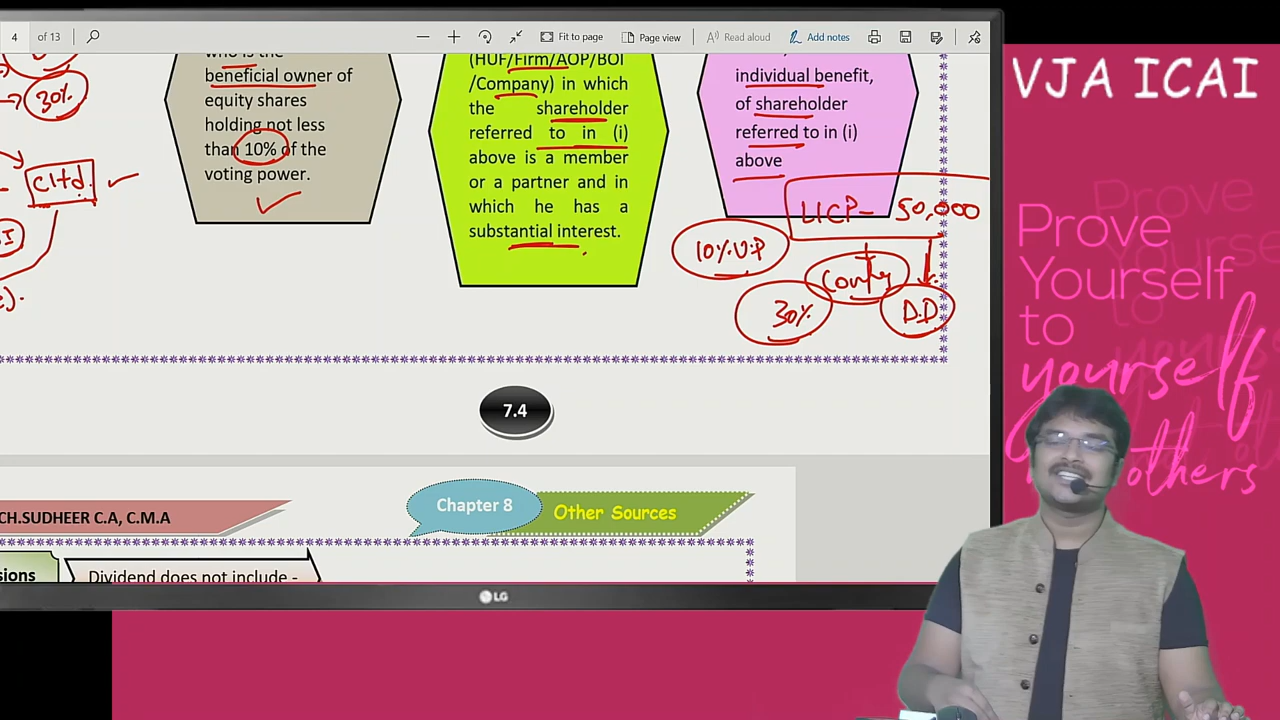 4 of 13
Fit to page
Page view
Read aloud
Add notes
VJA ICAI
who is the
beneficial owner of
equity shares
holding not less
than 10% of the
voting power.
(HUF/Firm/AOP/BOI
/Company) in which
the shareholder
referred to in (i)
above is a member
or a partner and in
which he has a
substantial interest.
individual benefit,
of shareholder
referred to in (i)
above
30%
C Ltd.
LICP - 50,000
10% V.P
30%
D.D
Prove
Yourself
to
yourself
others
7.4
CH.SUDHEER C.A, C.M.A
Chapter 8
Other Sources
sions
Dividend does not include -
LG